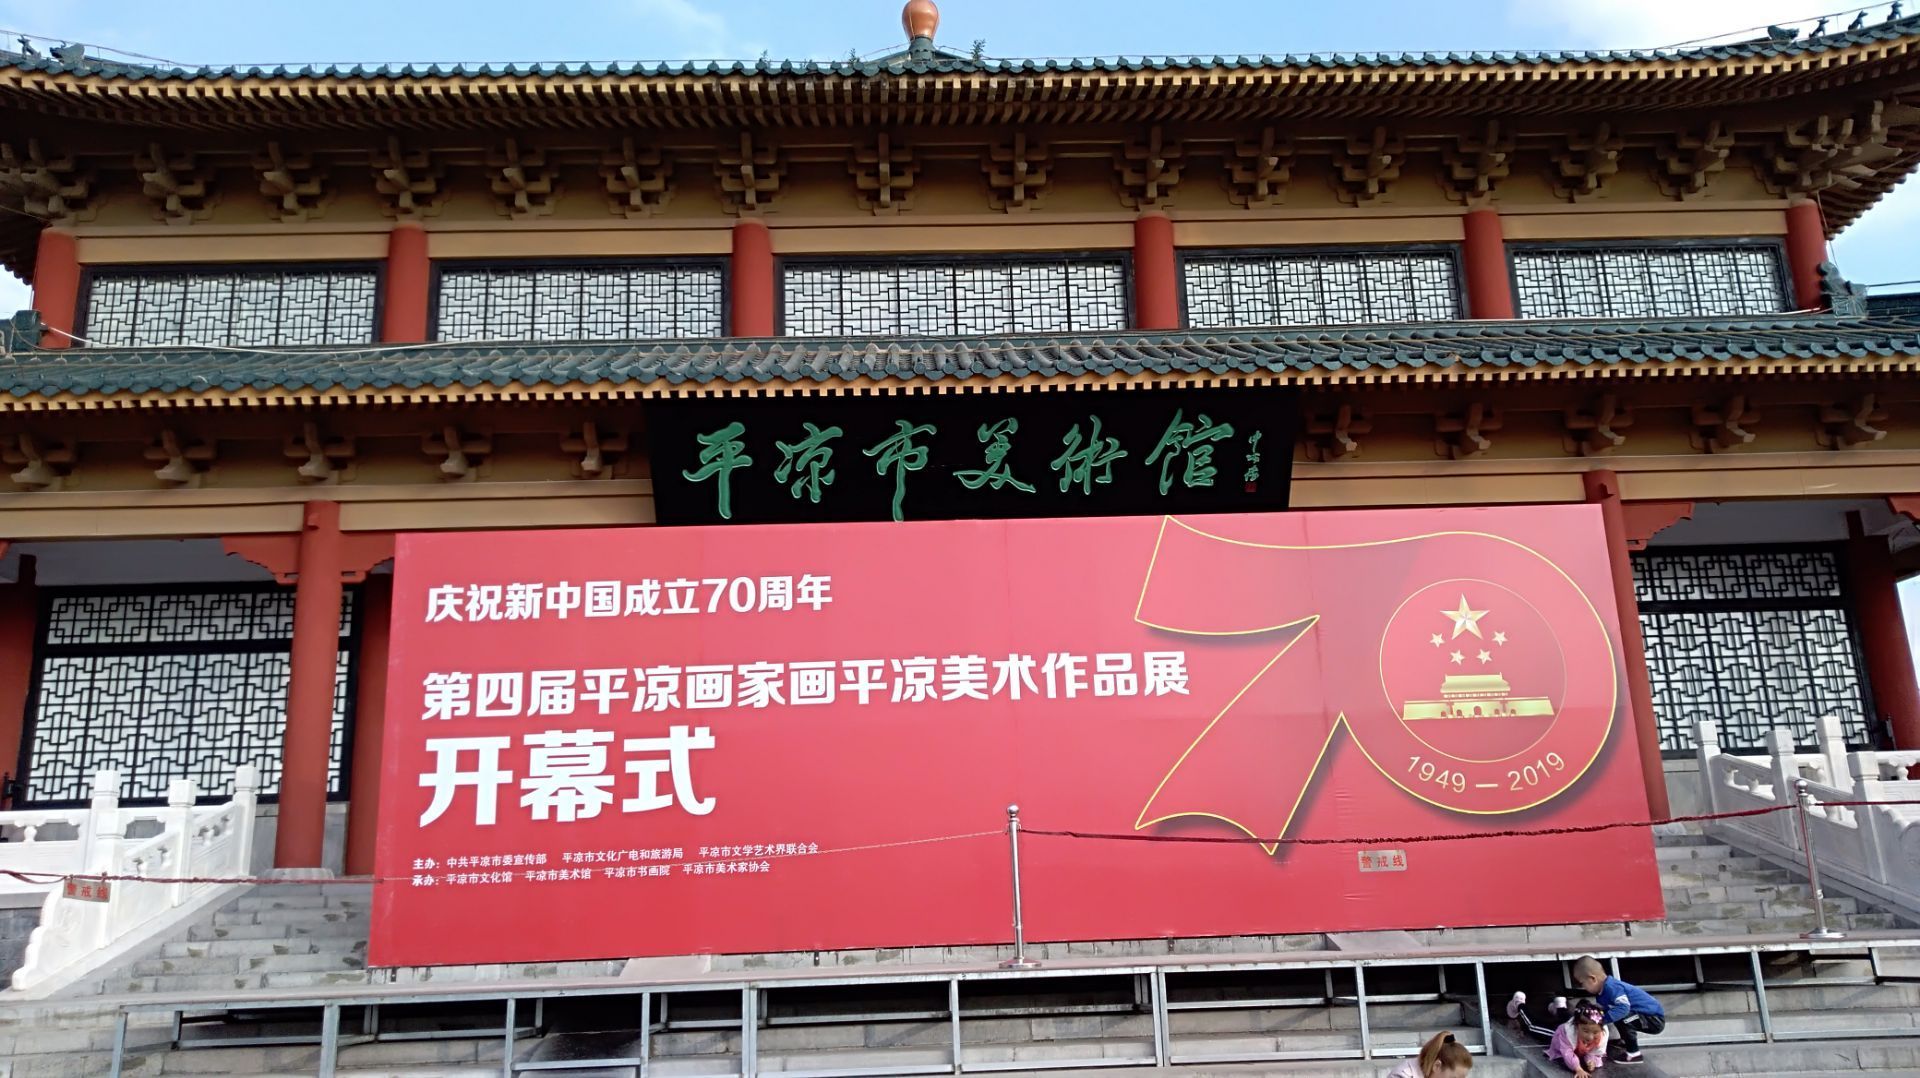 平凉市美術馆
庆祝新中国成立70周年
第四届平凉画家画平凉美术作品展
开幕式
1949 — 2019
主办：中共平凉市委宣传部 平凉市文化广电和旅游局 平凉市文学艺术界联合会
承办：平凉市文化馆 平凉市美术馆 平凉市书画院 平凉市美术家协会
警戒线
警戒线